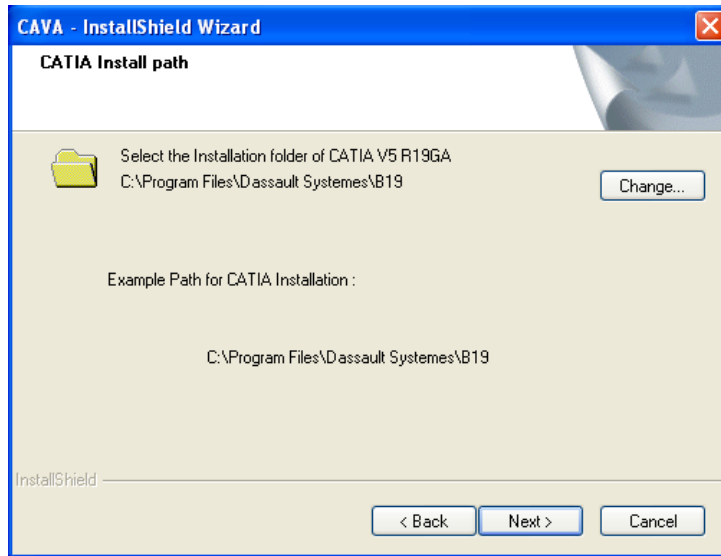 CAVA - InstallShield Wizard
CATIA Install path
Select the Installation folder of CATIA V5 R19GA
C:\Program Files\Dassault Systemes\B19
Change...
Example Path for CATIA Installation :
C:\Program Files\Dassault Systemes\B19
InstallShield
< Back
Next >
Cancel